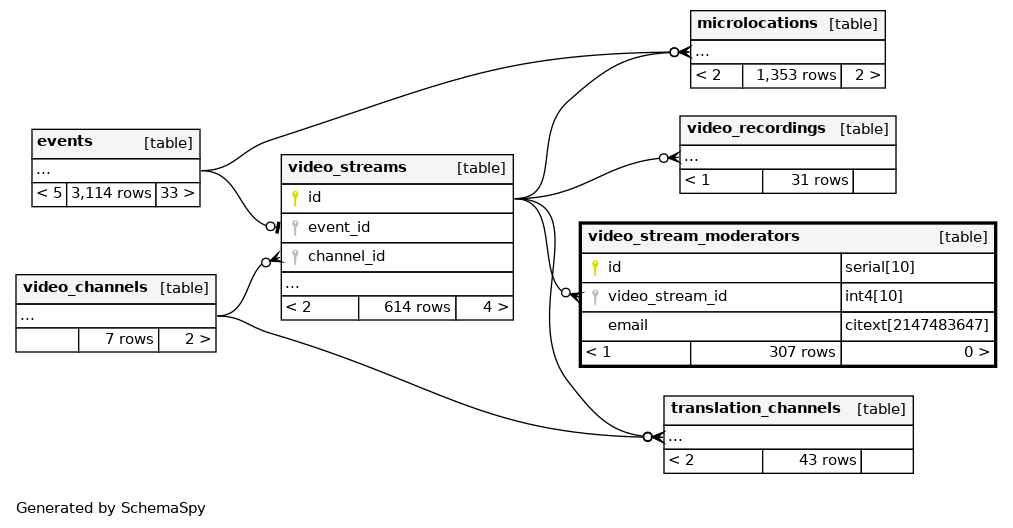 microlocations [table]
...
< 2 1,353 rows 2 >
video_recordings [table]
...
< 1 31 rows
events [table]
...
< 5 3,114 rows 33 >
video_streams [table]
id
event_id
channel_id
...
< 2 614 rows 4 >
video_stream_moderators [table]
id serial[10]
video_stream_id int4[10]
email citext[2147483647]
< 1 307 rows 0 >
video_channels [table]
...
7 rows 2 >
translation_channels [table]
...
< 2 43 rows
Generated by SchemaSpy